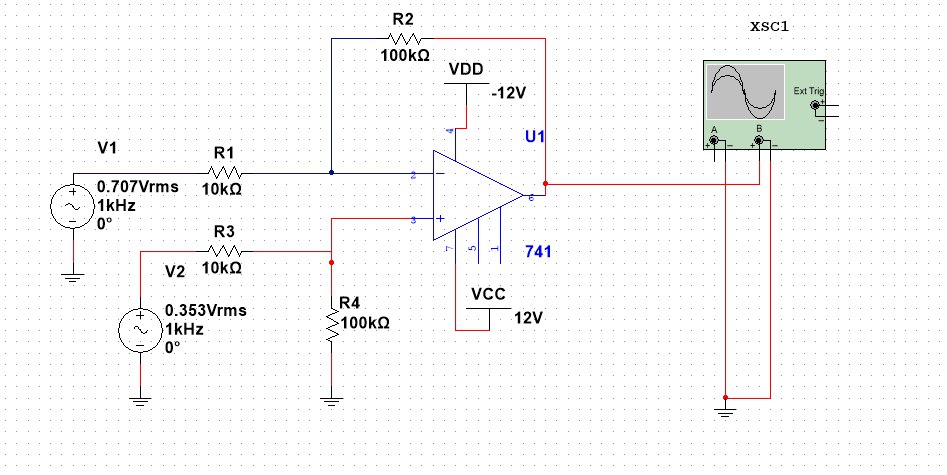 xsc1
R2
100kΩ
VDD
-12V
Ext Trig
+
−
A
B
+ − + −
4
U1
V1
R1
0.707Vrms
10kΩ
1kHz
0°
2
−
6
3
+
R3
V2
10kΩ
7
5
1
741
R4
0.353Vrms
100kΩ
1kHz
0°
VCC
12V